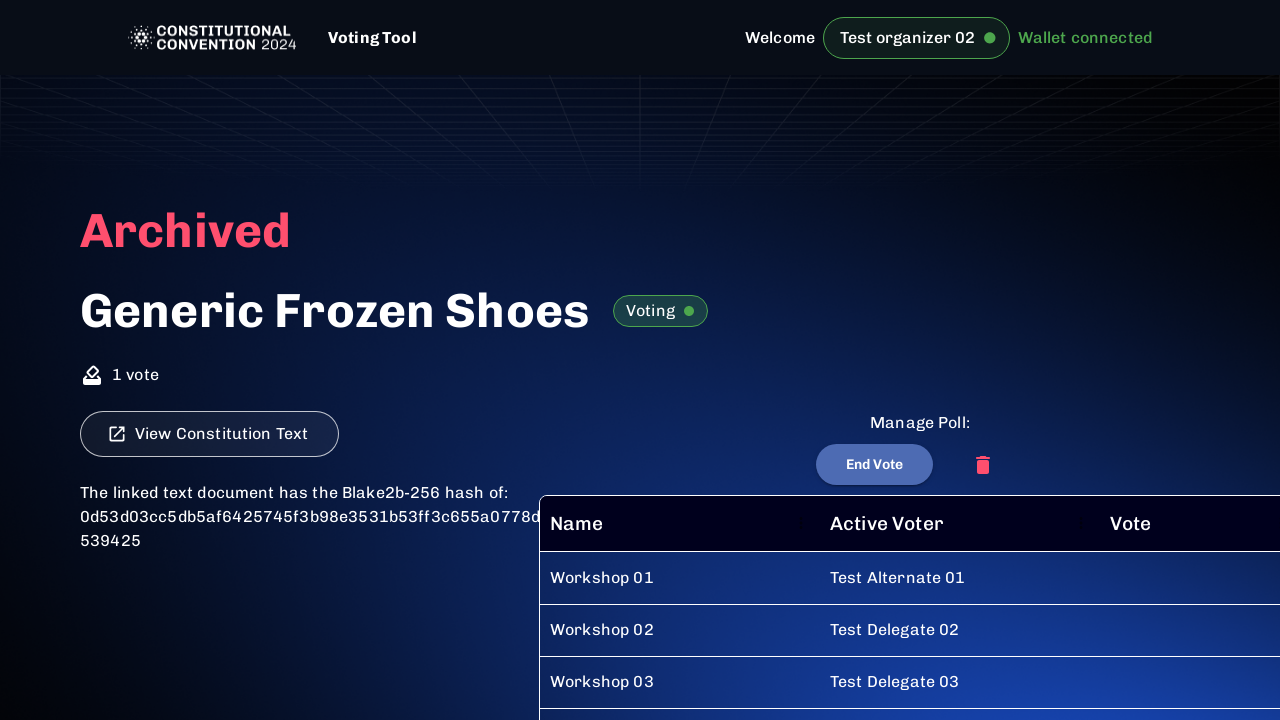 CONSTITUTIONAL
CONVENTION 2024
Voting Tool
Welcome
Test organizer 02
Wallet connected
Archived
Generic Frozen Shoes
Voting
1 vote
View Constitution Text
Manage Poll:
End Vote
The linked text document has the Blake2b-256 hash of:
0d53d03cc5db5af6425745f3b98e3531b53ff3c655a0778d
539425
Name Active Voter Vote
Workshop 01 Test Alternate 01
Workshop 02 Test Delegate 02
Workshop 03 Test Delegate 03